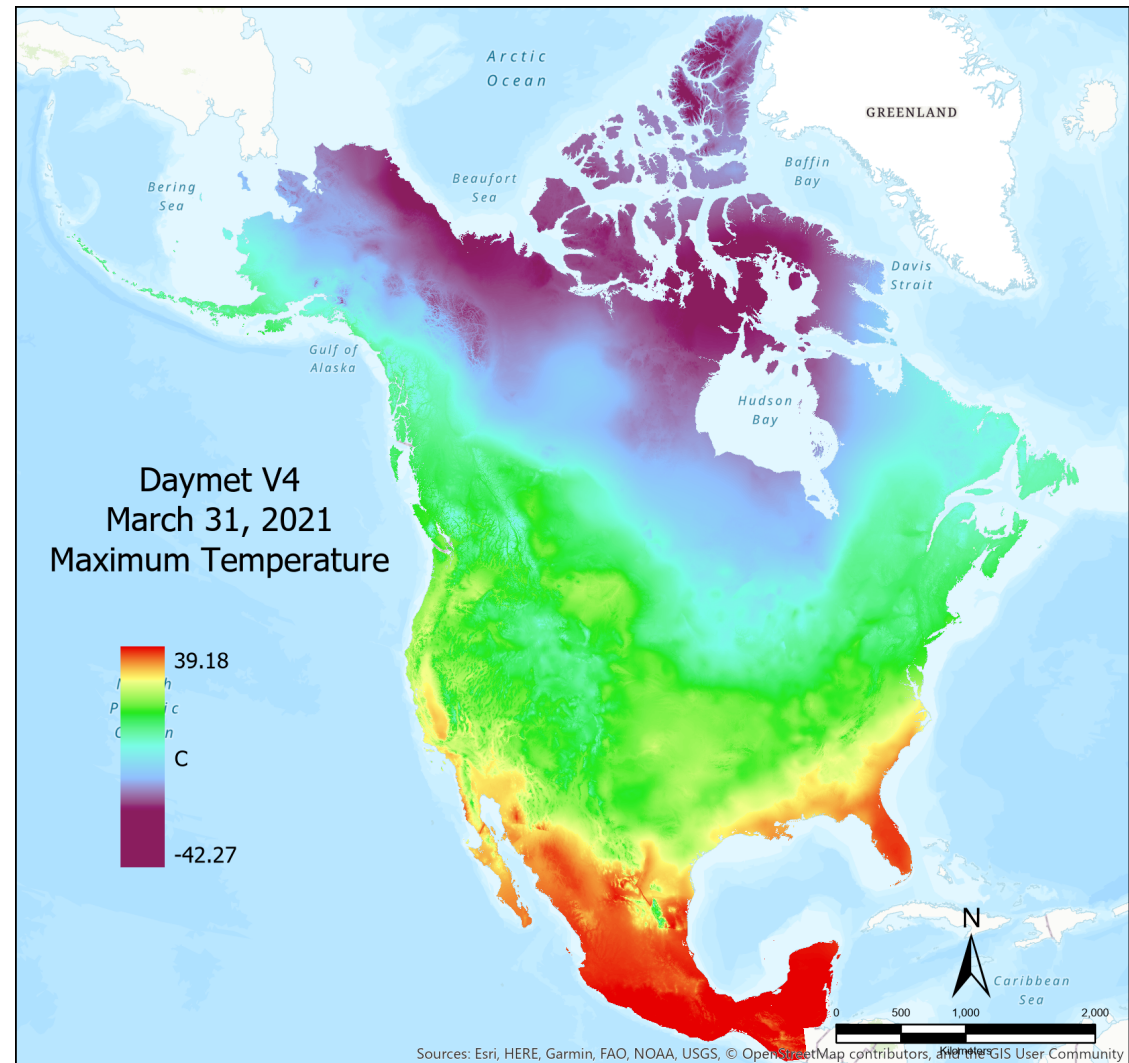 Arctic
Ocean
GREENLAND
Baffin
Bay
Beaufort
Sea
Bering
Sea
Davis
Strait
Gulf of
Alaska
Hudson
Bay
Daymet V4
March 31, 2021
Maximum Temperature
39.18
C
-42.27
N
Caribbean
Sea
0 500 1,000 2,000
Kilometers
Sources: Esri, HERE, Garmin, FAO, NOAA, USGS, © OpenStreetMap contributors, and the GIS User Community